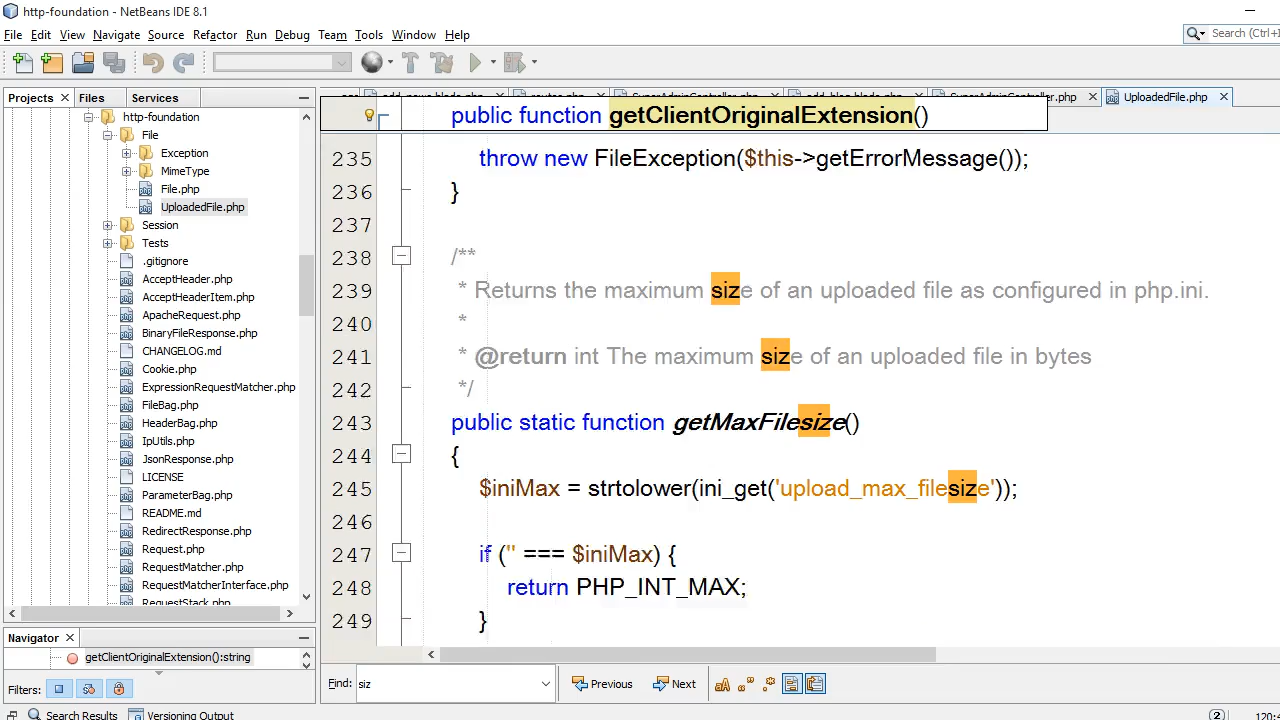 http-foundation - NetBeans IDE 8.1
File Edit View Navigate Source Refactor Run Debug Team Tools Window Help
Search (Ctrl+I
Projects Files Services
SuperAdminController.php UploadedFile.php
http-foundation
File
Exception
MimeType
File.php
UploadedFile.php
Session
Tests
.gitignore
AcceptHeader.php
AcceptHeaderItem.php
ApacheRequest.php
BinaryFileResponse.php
CHANGELOG.md
Cookie.php
ExpressionRequestMatcher.php
FileBag.php
HeaderBag.php
IpUtils.php
JsonResponse.php
LICENSE
ParameterBag.php
README.md
RedirectResponse.php
Request.php
RequestMatcher.php
RequestMatcherInterface.php
RequestStack.php
public function getClientOriginalExtension()
235 throw new FileException($this->getErrorMessage());
236 }
237
238 /**
239 * Returns the maximum size of an uploaded file as configured in php.ini.
240 *
241 * @return int The maximum size of an uploaded file in bytes
242 */
243 public static function getMaxFilesize()
244 {
245 $iniMax = strtolower(ini_get('upload_max_filesize'));
246
247 if ('' === $iniMax) {
248 return PHP_INT_MAX;
249 }
Navigator
getClientOriginalExtension():string
Filters:
Find: siz Previous Next
Search Results Versioning Output
2 120:4